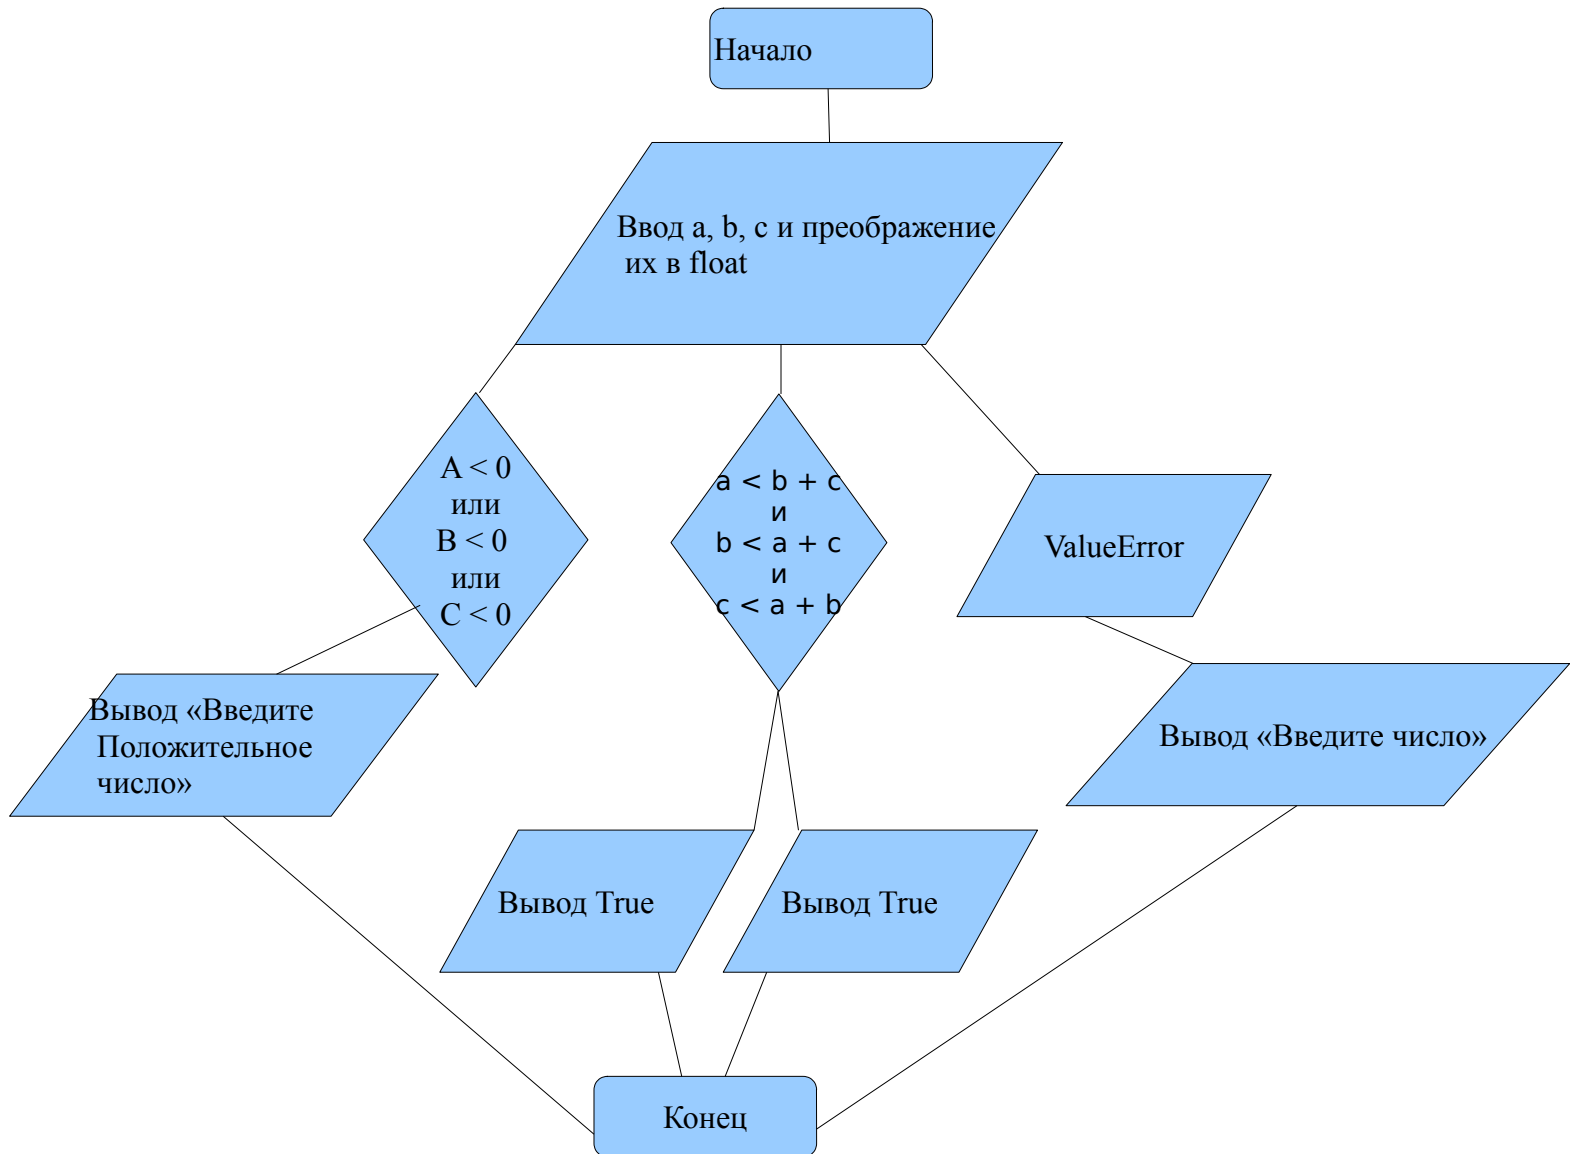 Начало
Ввод a, b, c и преображение
их в float
A < 0
или
B < 0
или
C < 0
a < b + c
и
b < a + c
и
c < a + b
ValueError
Вывод «Введите
Положительное
число»
Вывод «Введите число»
Вывод True
Вывод True
Конец